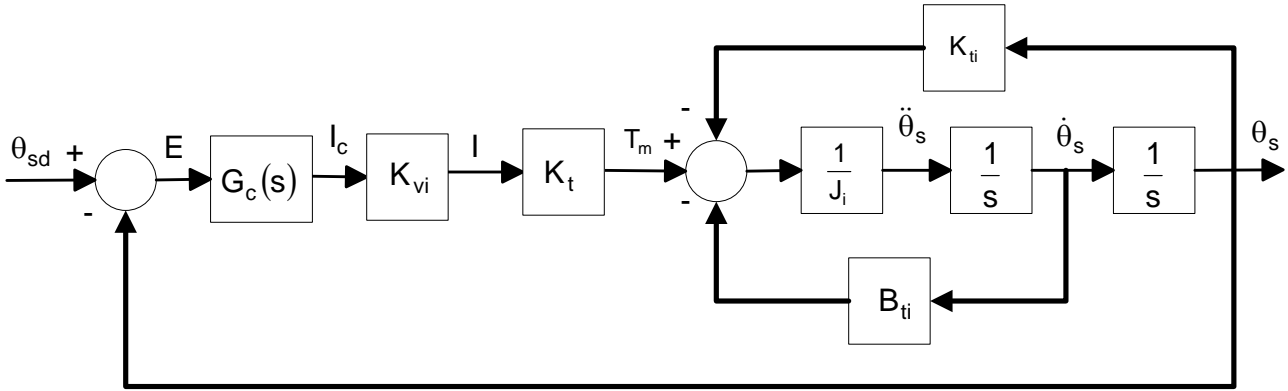 K_ti
-
θ_sd + E I_c I T_m + θ̈_s θ̇_s θ_s
G_c(s) K_vi K_t 1/J_i 1/s 1/s
- -
B_ti